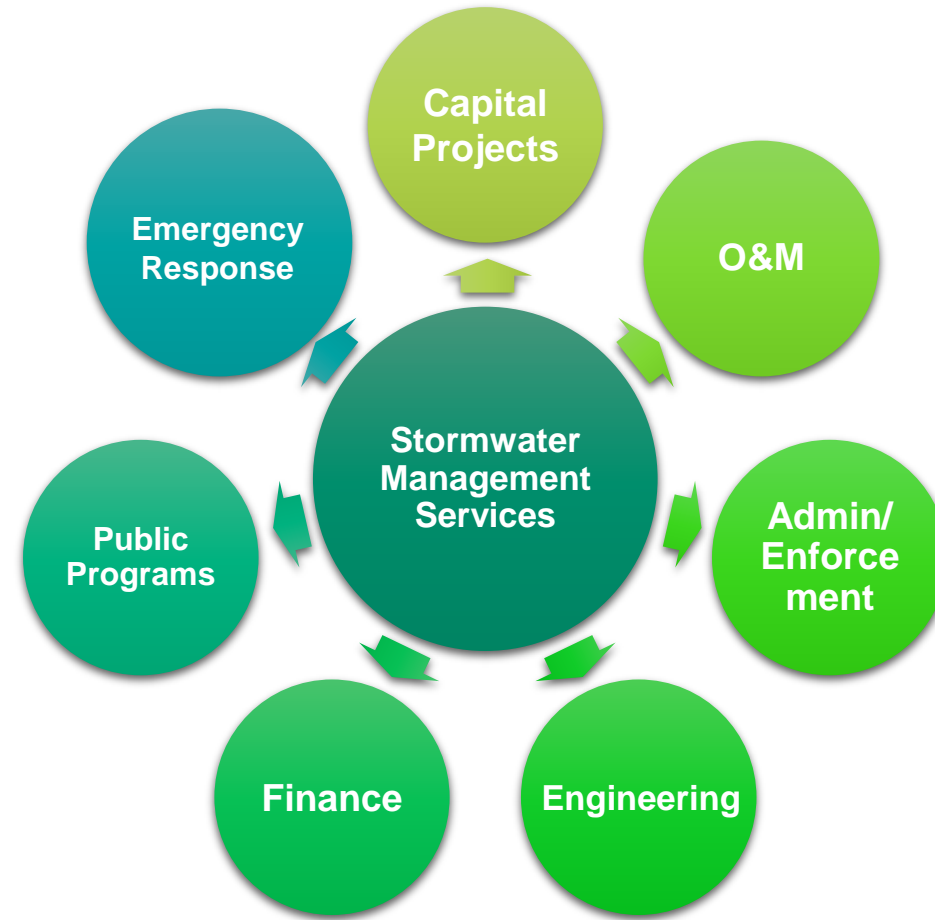 Capital
Projects
Emergency
Response
O&M
Stormwater
Management
Services
Admin/
Enforce
ment
Public
Programs
Finance
Engineering